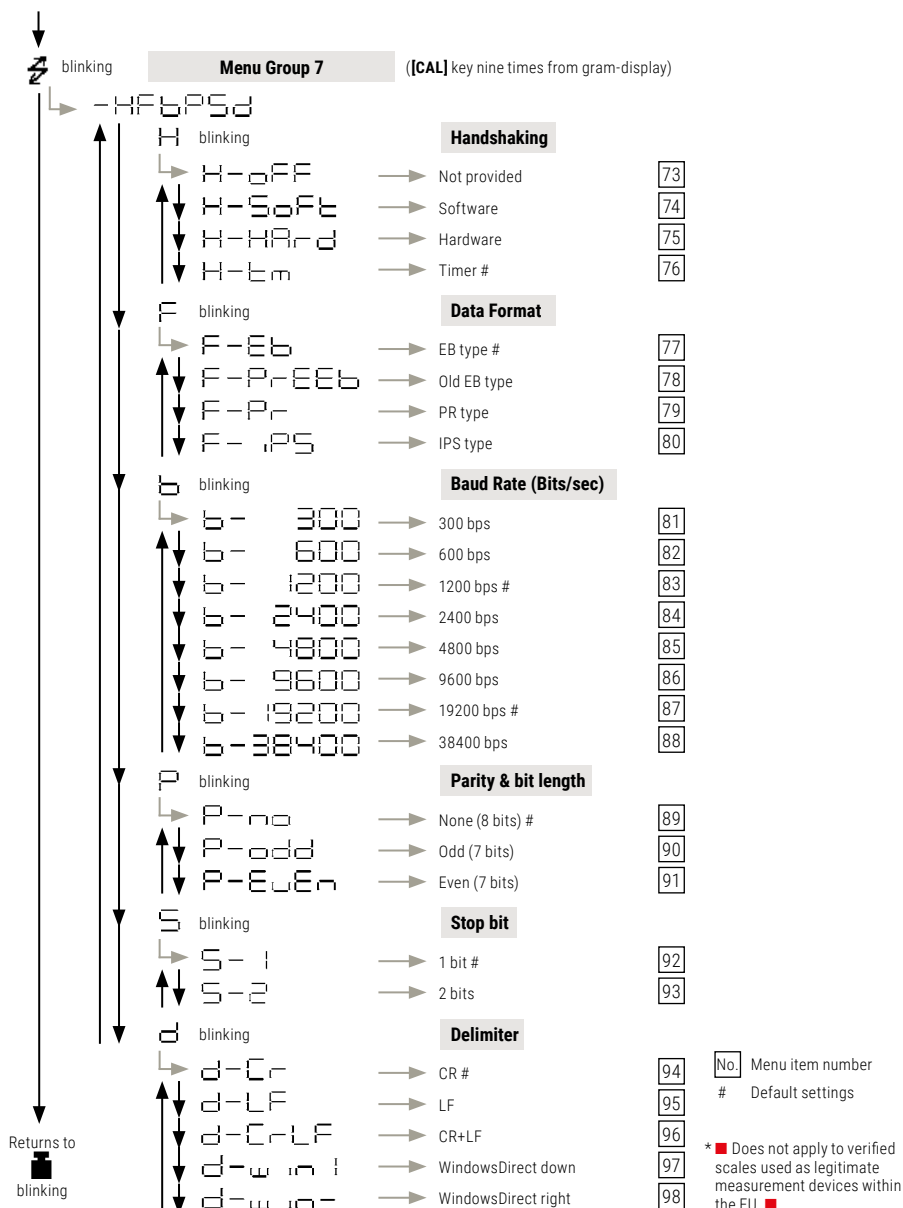 blinking Menu Group 7 ([CAL] key nine times from gram-display)
-HFbPSd
H blinking Handshaking
H-oFF Not provided 73
H-SoFt Software 74
H-HArd Hardware 75
H-tm Timer # 76
F blinking Data Format
F-Eb EB type # 77
F-PrEEb Old EB type 78
F-Pr PR type 79
F- iPS IPS type 80
b blinking Baud Rate (Bits/sec)
b- 300 300 bps 81
b- 600 600 bps 82
b- 1200 1200 bps # 83
b- 2400 2400 bps 84
b- 4800 4800 bps 85
b- 9600 9600 bps 86
b- 19200 19200 bps # 87
b-38400 38400 bps 88
P blinking Parity & bit length
P-no None (8 bits) # 89
P-odd Odd (7 bits) 90
P-EvEn Even (7 bits) 91
S blinking Stop bit
S-1 1 bit # 92
S-2 2 bits 93
d blinking Delimiter
d-Cr CR # 94
d-LF LF 95
d-CrLF CR+LF 96
d-win1 WindowsDirect down 97
d-win- WindowsDirect right 98
No. Menu item number
# Default settings
Returns to
blinking
* Does not apply to verified
scales used as legitimate
measurement devices within
the EU.